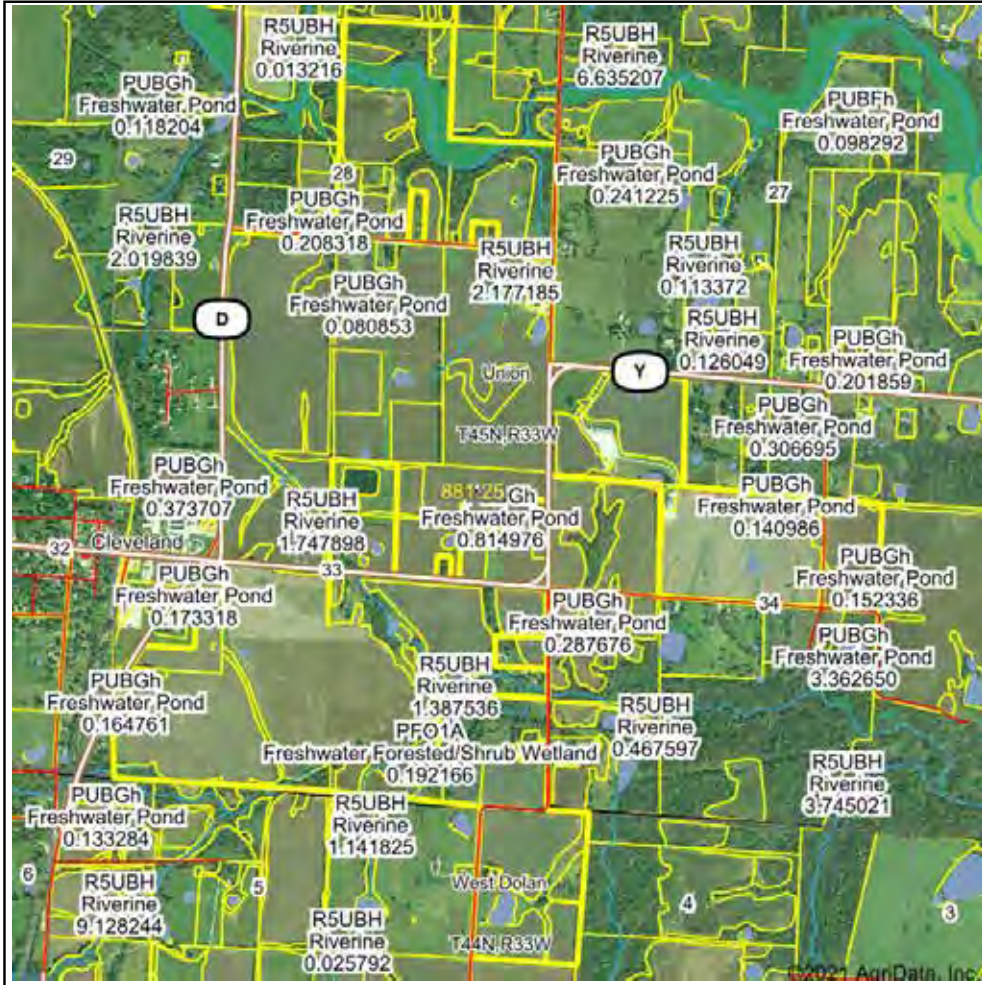 R5UBH
Riverine
0.013216
R5UBH
Riverine
6.635207
PUBGh
Freshwater Pond
0.118204
PUBFh
Freshwater Pond
0.098292
29
28
PUBGh
Freshwater Pond
0.241225
27
PUBGh
Freshwater Pond
0.208318
R5UBH
Riverine
2.019839
R5UBH
Riverine
2.177185
R5UBH
Riverine
0.113372
PUBGh
Freshwater Pond
0.080853
D
R5UBH
Riverine
0.126049
PUBGh
Freshwater Pond
0.201859
Union
Y
T45N,R33W
PUBGh
Freshwater Pond
0.306695
PUBGh
Freshwater Pond
0.373707
R5UBH
Riverine
1.747898
881.25
Gh
Freshwater Pond
0.814976
PUBGh
Freshwater Pond
0.140986
32
Cleveland
33
PUBGh
Freshwater Pond
0.173318
PUBGh
Freshwater Pond
0.287676
34
PUBGh
Freshwater Pond
0.152336
PUBGh
Freshwater Pond
3.362650
R5UBH
Riverine
1.387536
PUBGh
Freshwater Pond
0.164761
R5UBH
Riverine
0.467597
PFO1A
Freshwater Forested/Shrub Wetland
0.192166
R5UBH
Riverine
3.745021
PUBGh
Freshwater Pond
0.133284
R5UBH
Riverine
1.141825
6
5
West Dolan
4
3
R5UBH
Riverine
9.128244
R5UBH
Riverine
0.025792
T44N,R33W
©2021 AgriData, Inc.